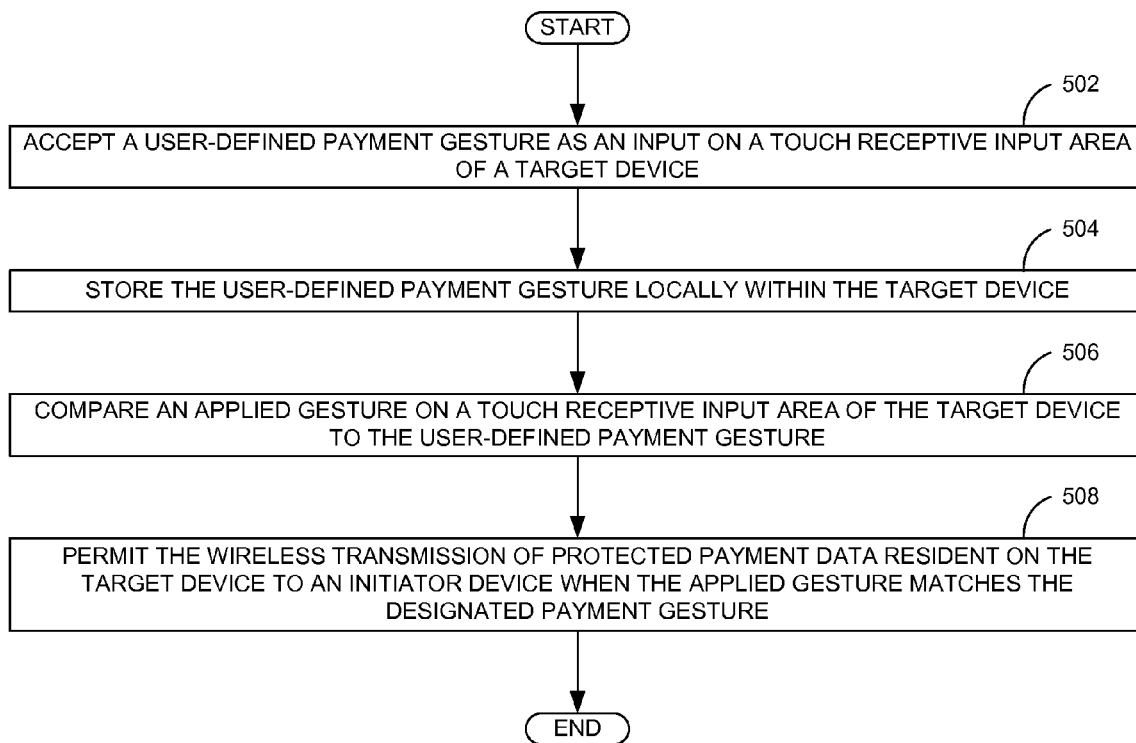 START
502
ACCEPT A USER-DEFINED PAYMENT GESTURE AS AN INPUT ON A TOUCH RECEPTIVE INPUT AREA
OF A TARGET DEVICE
504
STORE THE USER-DEFINED PAYMENT GESTURE LOCALLY WITHIN THE TARGET DEVICE
506
COMPARE AN APPLIED GESTURE ON A TOUCH RECEPTIVE INPUT AREA OF THE TARGET DEVICE
TO THE USER-DEFINED PAYMENT GESTURE
508
PERMIT THE WIRELESS TRANSMISSION OF PROTECTED PAYMENT DATA RESIDENT ON THE
TARGET DEVICE TO AN INITIATOR DEVICE WHEN THE APPLIED GESTURE MATCHES THE
DESIGNATED PAYMENT GESTURE
END